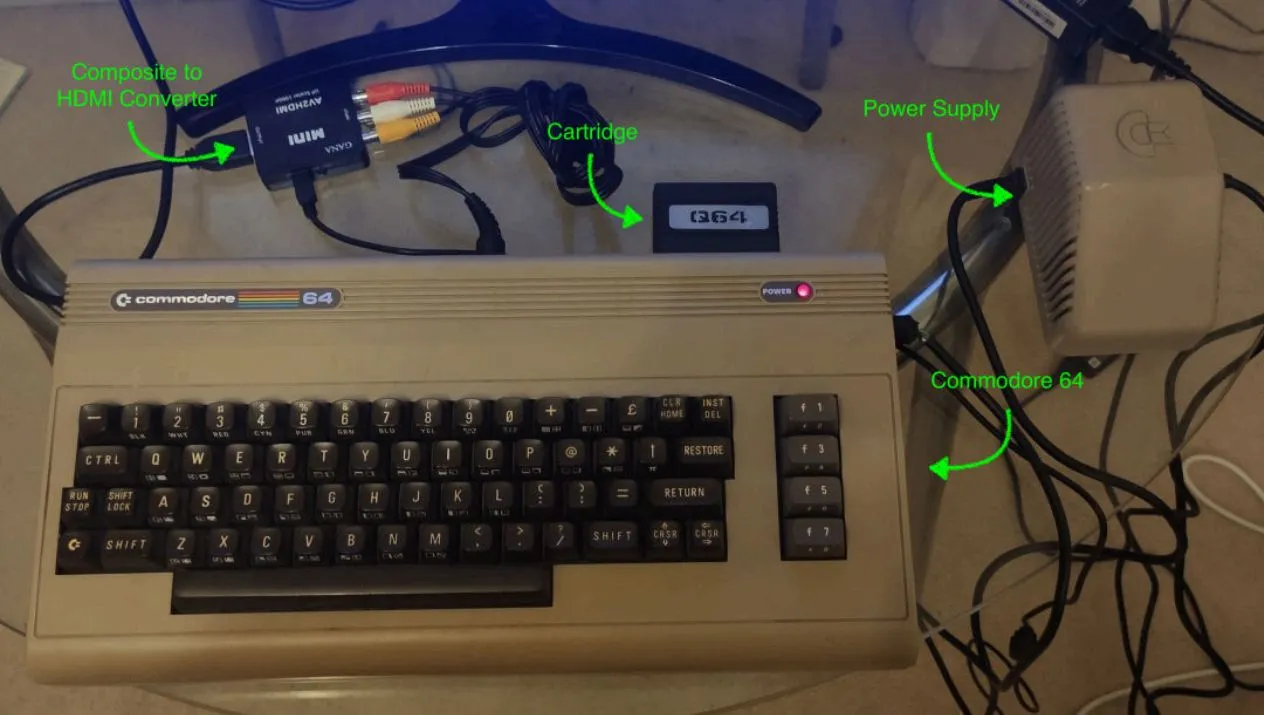 Composite to
HDMI Converter
Cartridge
Power Supply
Commodore 64
GANA
MINI
AV2HDMI
commodore 64
POWER
CLR
HOME
INST
DEL
! " # $ % &
1 2 3 4 5 6 7 8 9 0 + - £
BLK WHT RED CYN PUR GRN BLU YEL
f 1
CTRL Q W E R T Y U I O P @ * ↑ RESTORE
f 3
RUN
STOP
SHIFT
LOCK
A S D F G H J K L [ : ] ; = RETURN
f 5
SHIFT Z X C V B N M < , > . ? / SHIFT
CRSR
CRSR
f 7